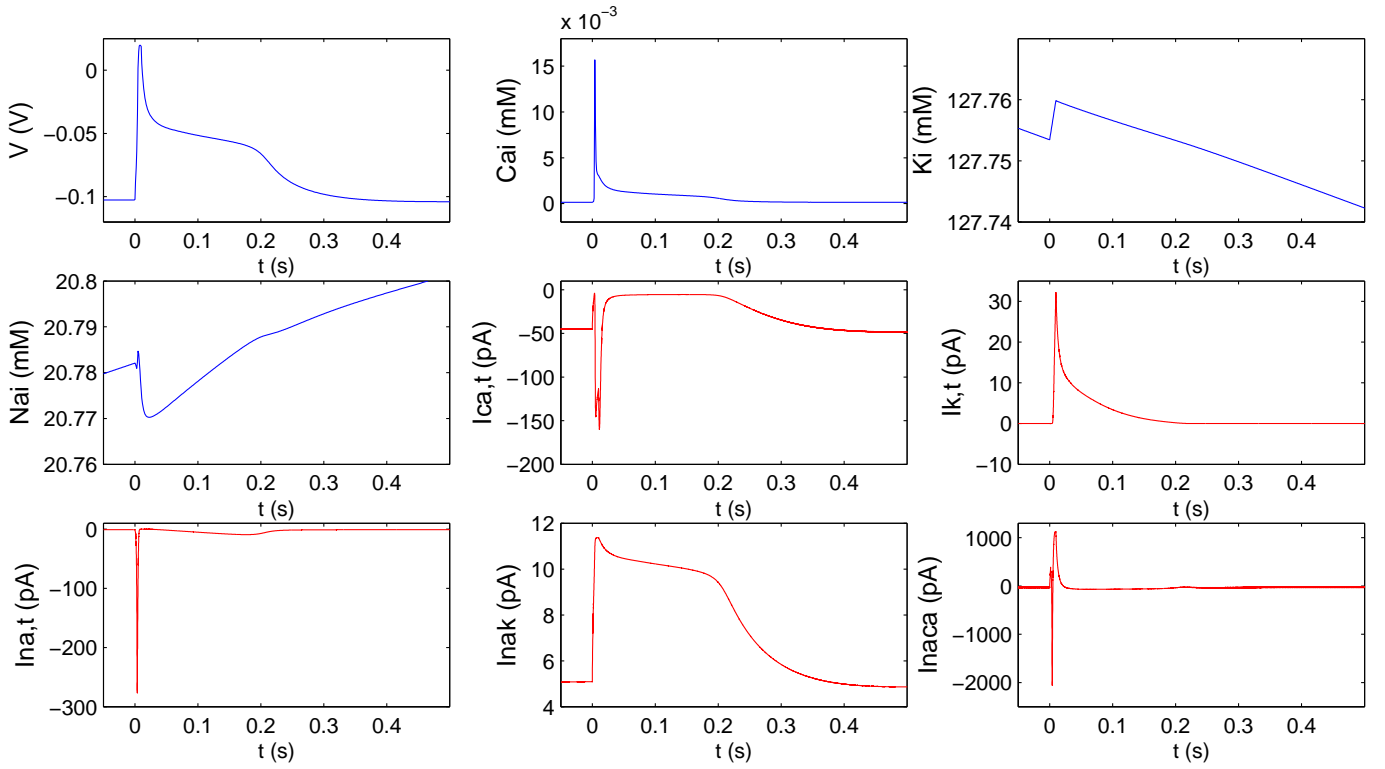 V (V)
0
−0.05
−0.1
0 0.1 0.2 0.3 0.4
t (s)
x 10−3
Cai (mM)
15
10
5
0
0 0.1 0.2 0.3 0.4
t (s)
Ki (mM)
127.76
127.75
127.74
0 0.1 0.2 0.3 0.4
t (s)
Nai (mM)
20.8
20.79
20.78
20.77
20.76
0 0.1 0.2 0.3 0.4
t (s)
Ica,t (pA)
0
−50
−100
−150
−200
0 0.1 0.2 0.3 0.4
t (s)
Ik,t (pA)
30
20
10
0
−10
0 0.1 0.2 0.3 0.4
t (s)
Ina,t (pA)
0
−100
−200
−300
0 0.1 0.2 0.3 0.4
t (s)
Inak (pA)
12
10
8
6
4
0 0.1 0.2 0.3 0.4
t (s)
Inaca (pA)
1000
0
−1000
−2000
0 0.1 0.2 0.3 0.4
t (s)